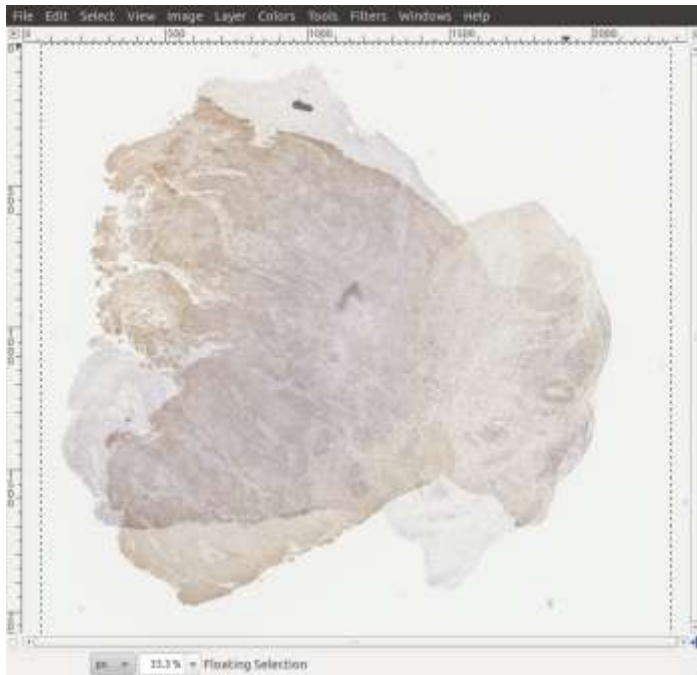 File Edit Select View Image Layer Colors Tools Filters Windows Help
0 500 1000 1500 2000
px 33.3 % Floating Selection